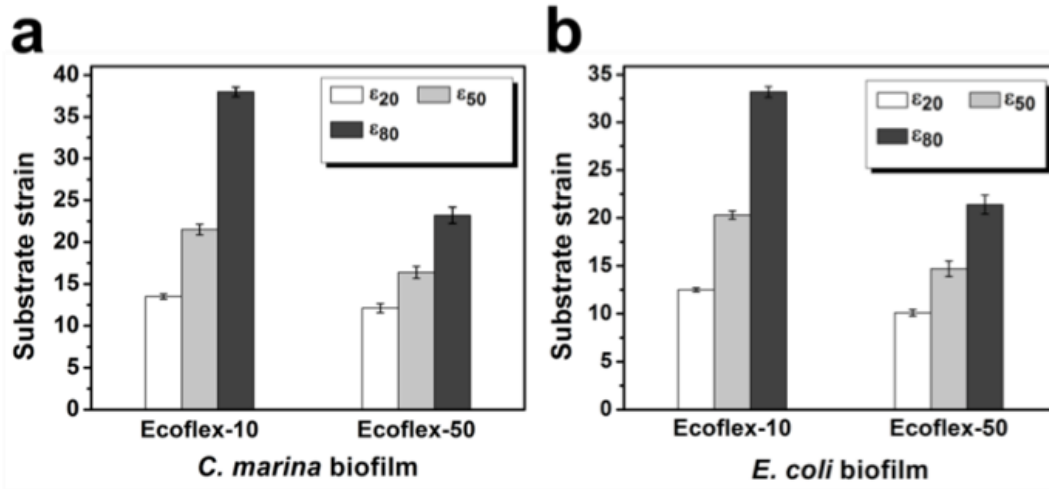 a
Substrate strain
40
35
30
25
20
15
10
5
0
ε20 ε50
ε80
Ecoflex-10 Ecoflex-50
C. marina biofilm
b
Substrate strain
35
30
25
20
15
10
5
0
ε20 ε50
ε80
Ecoflex-10 Ecoflex-50
E. coli biofilm